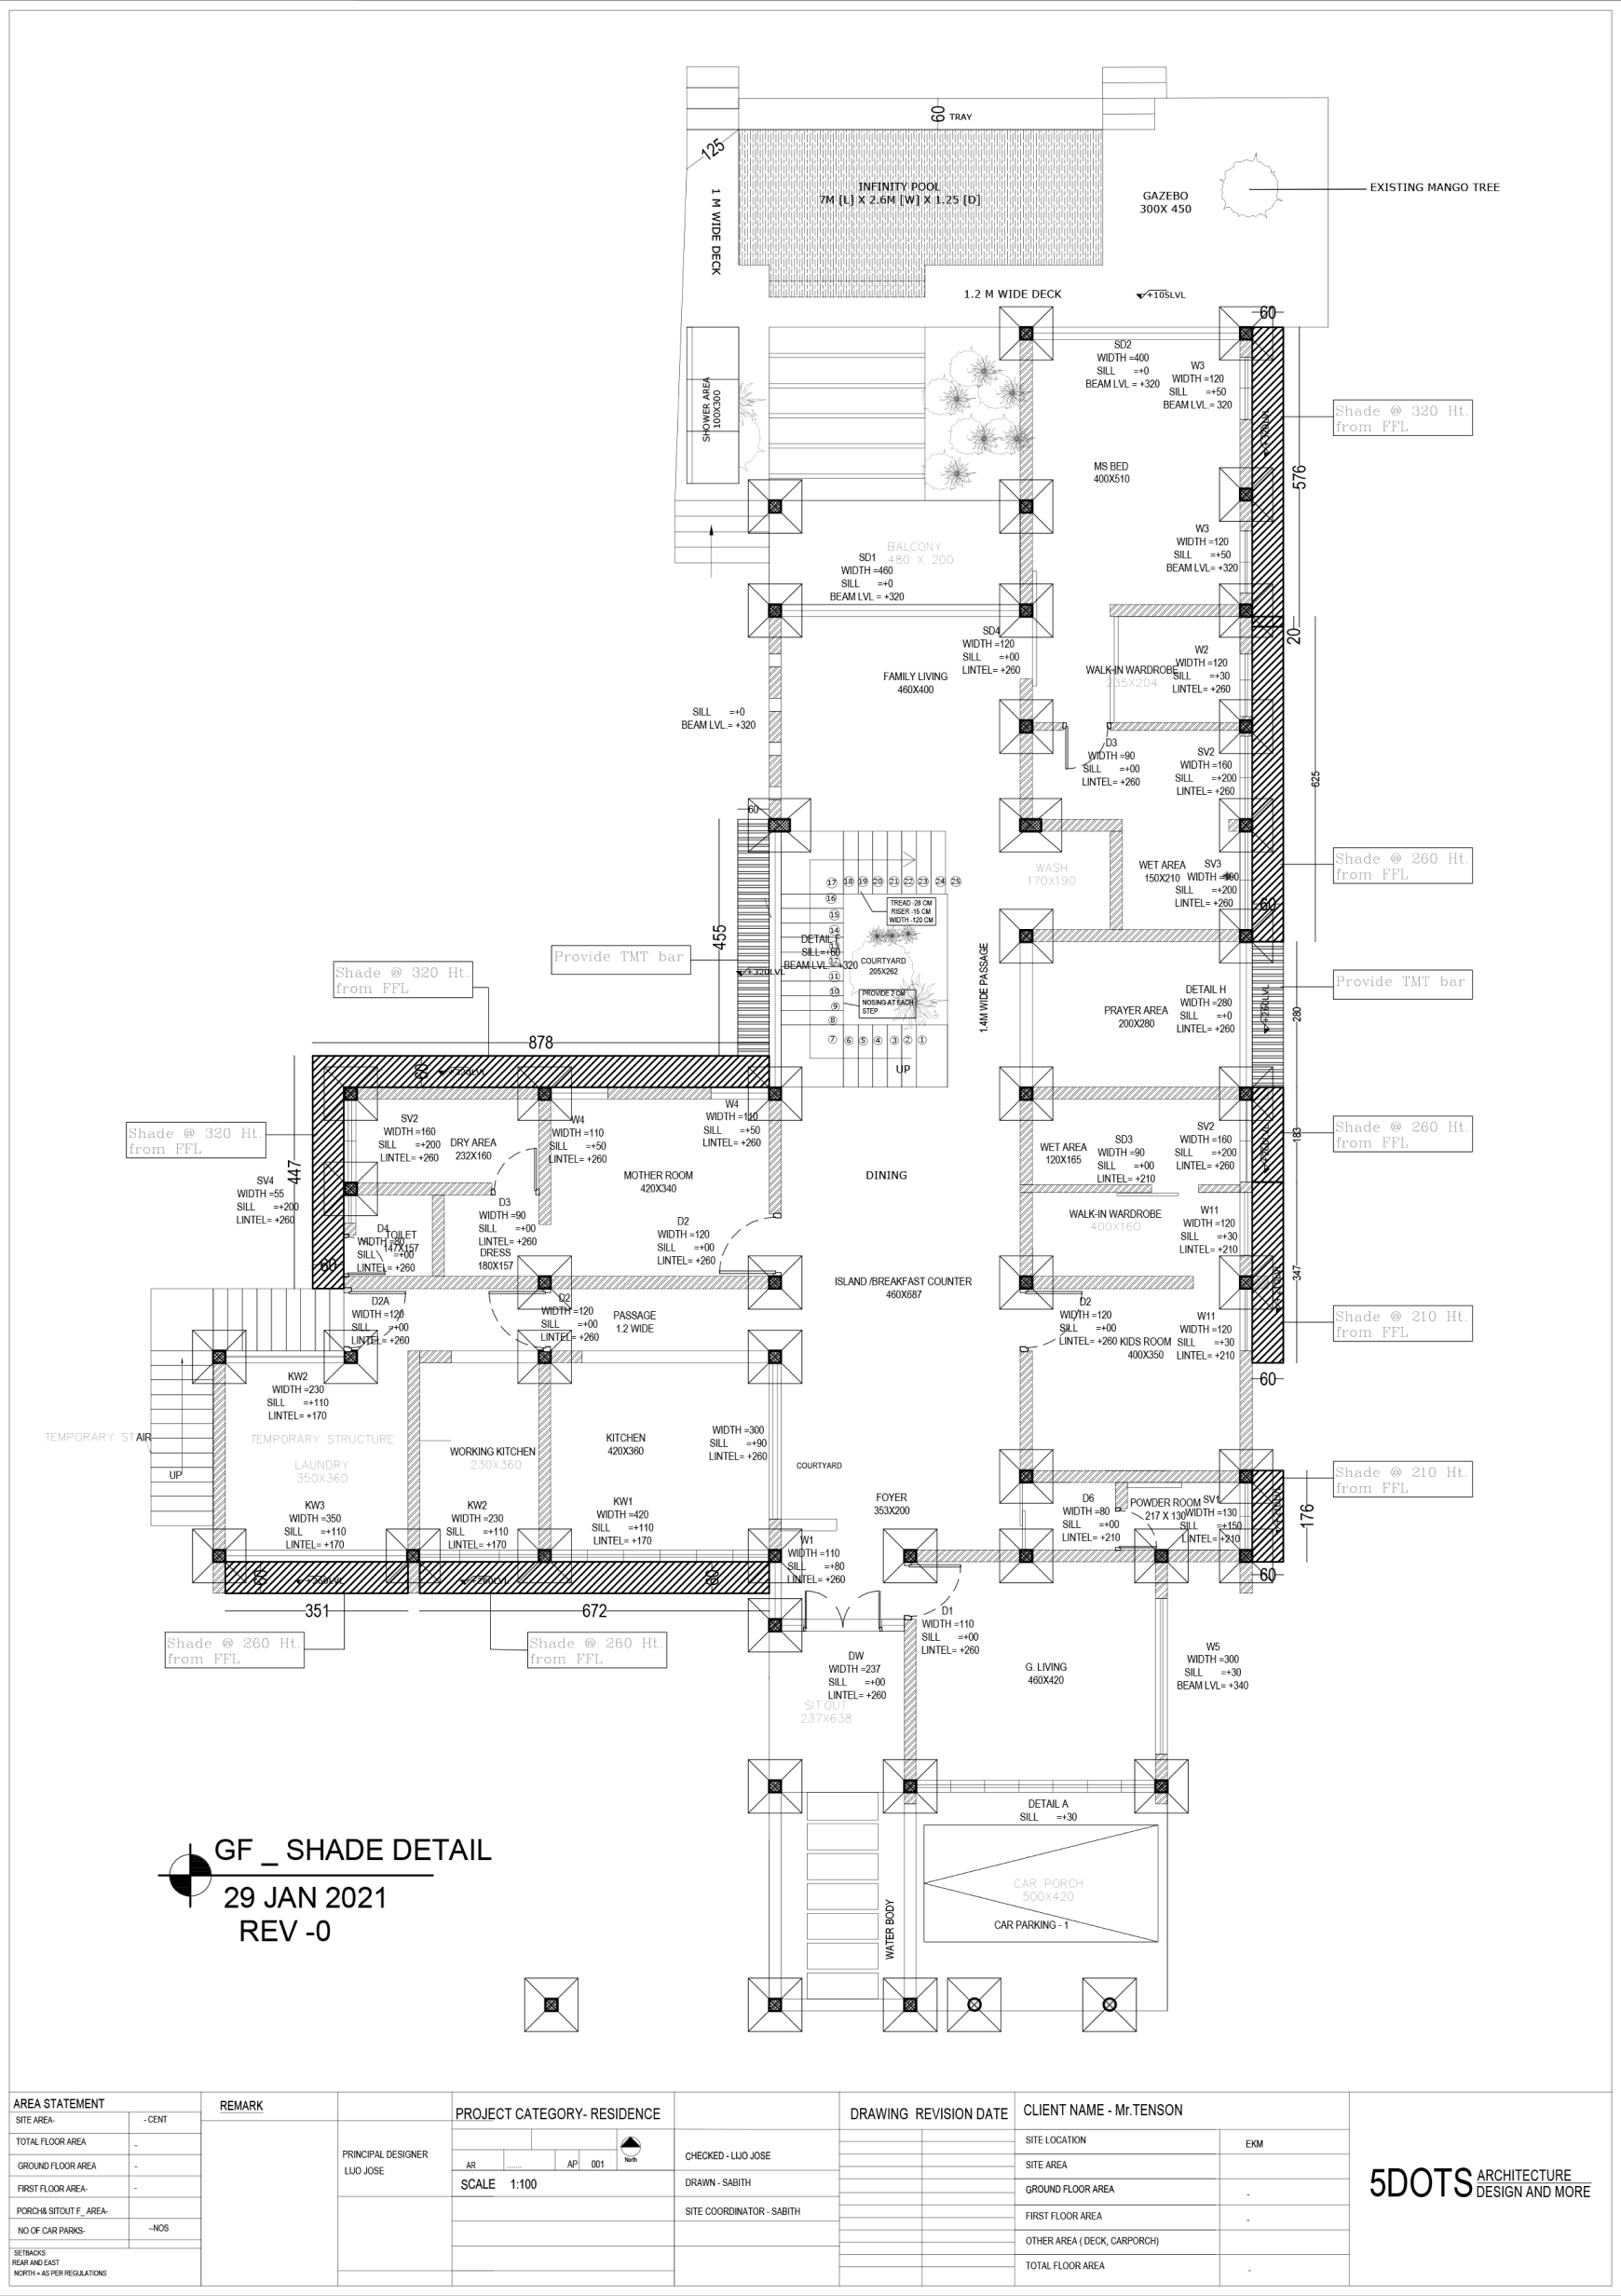 60 TRAY
125
1 M WIDE DECK
INFINITY POOL
7M [L] X 2.6M [W] X 1.25 [D]
GAZEBO
300X 450
EXISTING MANGO TREE
1.2 M WIDE DECK
+105LVL
60
SHOWER AREA
100X300
SD2
WIDTH =400
SILL =+0
BEAM LVL = +320
W3
WIDTH =120
SILL =+50
BEAM LVL.= 320
Shade @ 320 Ht.
from FFL
576
MS BED
400X510
W3
WIDTH =120
SILL =+50
BEAM LVL= +320
BALCONY
480 X 200
SD1
WIDTH =460
SILL =+0
BEAM LVL = +320
20
SD4
WIDTH =120
SILL =+00
LINTEL= +260
FAMILY LIVING
460X400
WALK-IN WARDROBE
235X204
W2
WIDTH =120
SILL =+30
LINTEL= +260
SILL =+0
BEAM LVL.= +320
D3
WIDTH =90
SILL =+00
LINTEL= +260
SV2
WIDTH =160
SILL =+200
LINTEL= +260
625
60
WASH
170X190
WET AREA
150X210
SV3
WIDTH
SILL =+200
LINTEL= +260
60
Shade @ 260 Ht.
from FFL
17 18 19 20 21 22 23 24 25
16
15
14
13
12
11
10
9
8
7 6 5 4 3 2 1
UP
TREAD -28 CM
RISER -15 CM
WIDTH -120 CM
455
Provide TMT bar
DETAIL F
SILL=+60
BEAM LVL = +320
+320LVL
COURTYARD
205X262
PROVIDE 2 CM
NOSING AT EACH
STEP
1.4M WIDE PASSAGE
PRAYER AREA
200X280
DETAIL H
WIDTH =280
SILL =+0
LINTEL= +260
+260LVL
280
Provide TMT bar
Shade @ 320 Ht.
from FFL
878
60
+320LVL
Shade @ 320 Ht.
from FFL
447
SV4
WIDTH =55
SILL =+200
LINTEL= +260
SV2
WIDTH =160
SILL =+200
LINTEL= +260
DRY AREA
232X160
W4
WIDTH =110
SILL =+50
LINTEL= +260
W4
WIDTH =110
SILL =+50
LINTEL= +260
MOTHER ROOM
420X340
DINING
WET AREA
120X165
SD3
WIDTH =90
SILL =+00
LINTEL= +210
SV2
WIDTH =160
SILL =+200
LINTEL= +260
183
Shade @ 260 Ht.
from FFL
D4
WIDTH =80
SILL =+00
LINTEL= +260
TOILET
147X157
60
D3
WIDTH =90
SILL =+00
LINTEL= +260
DRESS
180X157
D2
WIDTH =120
SILL =+00
LINTEL= +260
WALK-IN WARDROBE
400X160
W11
WIDTH =120
SILL =+30
LINTEL= +210
347
ISLAND /BREAKFAST COUNTER
460X687
D2A
WIDTH =120
SILL =+00
LINTEL= +260
D2
WIDTH =120
SILL =+00
LINTEL= +260
PASSAGE
1.2 WIDE
D2
WIDTH =120
SILL =+00
LINTEL= +260
KIDS ROOM
400X350
W11
WIDTH =120
SILL =+30
LINTEL= +210
Shade @ 210 Ht.
from FFL
60
KW2
WIDTH =230
SILL =+110
LINTEL= +170
TEMPORARY STAIR
UP
TEMPORARY STRUCTURE
LAUNDRY
350X360
WORKING KITCHEN
230X360
KITCHEN
420X360
WIDTH =300
SILL =+90
LINTEL= +260
COURTYARD
FOYER
353X200
KW3
WIDTH =350
SILL =+110
LINTEL= +170
KW2
WIDTH =230
SILL =+110
LINTEL= +170
KW1
WIDTH =420
SILL =+110
LINTEL= +170
W1
WIDTH =110
SILL =+80
LINTEL= +260
D6
WIDTH =80
SILL =+00
LINTEL= +210
POWDER ROOM
217 X 130
SV1
WIDTH=130
SILL =+150
LINTEL= +210
Shade @ 210 Ht.
from FFL
176
60
60
60
+260LVL
351
672
Shade @ 260 Ht.
from FFL
Shade @ 260 Ht.
from FFL
D1
WIDTH =110
SILL =+00
LINTEL= +260
DW
WIDTH =237
SILL =+00
LINTEL= +260
SIT OUT
237X638
G. LIVING
460X420
W5
WIDTH =300
SILL =+30
BEAM LVL= +340
DETAIL A
SILL =+30
CAR PORCH
500X420
CAR PARKING - 1
WATER BODY
GF _ SHADE DETAIL
29 JAN 2021
REV -0
AREA STATEMENT
SITE AREA- - CENT
TOTAL FLOOR AREA -
GROUND FLOOR AREA -
FIRST FLOOR AREA- -
PORCH& SITOUT F_ AREA-
NO OF CAR PARKS- --NOS
SETBACKS
REAR AND EAST
NORTH = AS PER REGULATIONS
REMARK
PRINCIPAL DESIGNER
LIJO JOSE
PROJECT CATEGORY- RESIDENCE
AR ....... AP 001 North
SCALE 1:100
CHECKED - LIJO JOSE
DRAWN - SABITH
SITE COORDINATOR - SABITH
DRAWING REVISION DATE
CLIENT NAME - Mr.TENSON
SITE LOCATION EKM
SITE AREA
GROUND FLOOR AREA -
FIRST FLOOR AREA -
OTHER AREA ( DECK, CARPORCH)
TOTAL FLOOR AREA -
5DOTS ARCHITECTURE
DESIGN AND MORE